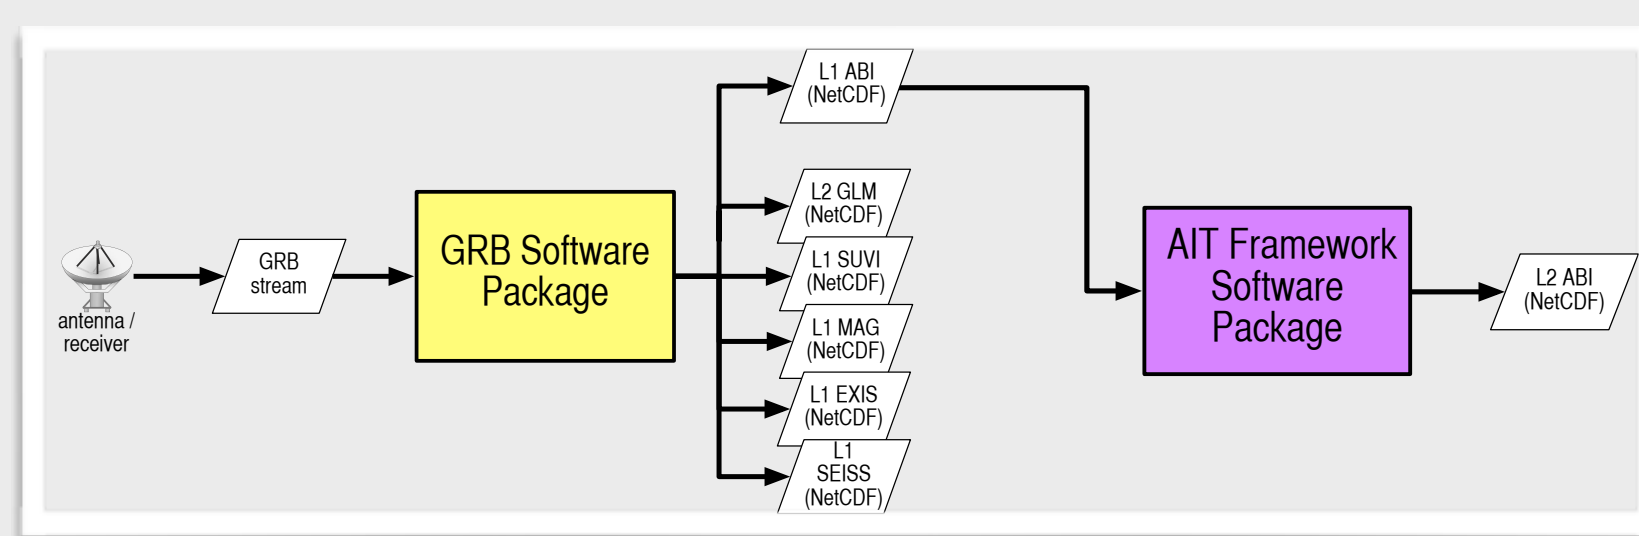 antenna /
receiver
GRB
stream
GRB Software
Package
L1 ABI
(NetCDF)
L2 GLM
(NetCDF)
L1 SUVI
(NetCDF)
L1 MAG
(NetCDF)
L1 EXIS
(NetCDF)
L1
SEISS
(NetCDF)
AIT Framework
Software
Package
L2 ABI
(NetCDF)